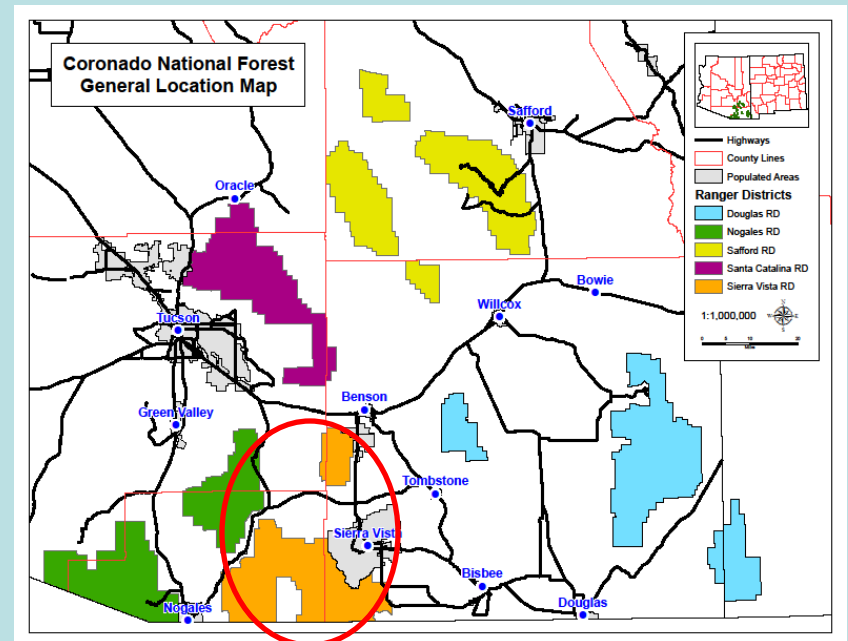 Coronado National Forest
General Location Map
Safford
Oracle
Bowie
Willcox
Tucson
Benson
Green Valley
Tombstone
Sierra Vista
Bisbee
Nogales
Douglas
Highways
County Lines
Populated Areas
Ranger Districts
Douglas RD
Nogales RD
Safford RD
Santa Catalina RD
Sierra Vista RD
1:1,000,000